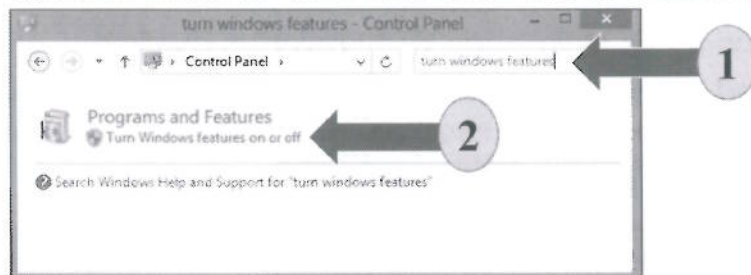 turn windows features - Control Panel
Control Panel
turn windows features
1
Programs and Features
Turn Windows features on or off
2
Search Windows Help and Support for "turn windows features"